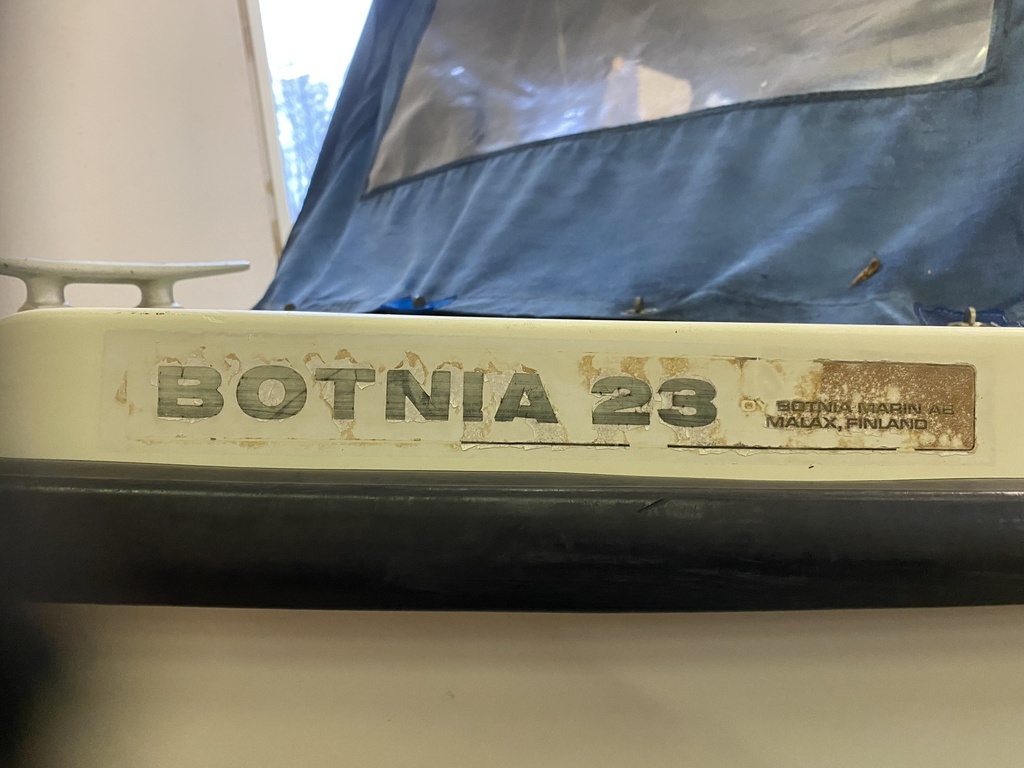 BOTNIA 23
BOTNIA MARIN AB
MALAX, FINLAND